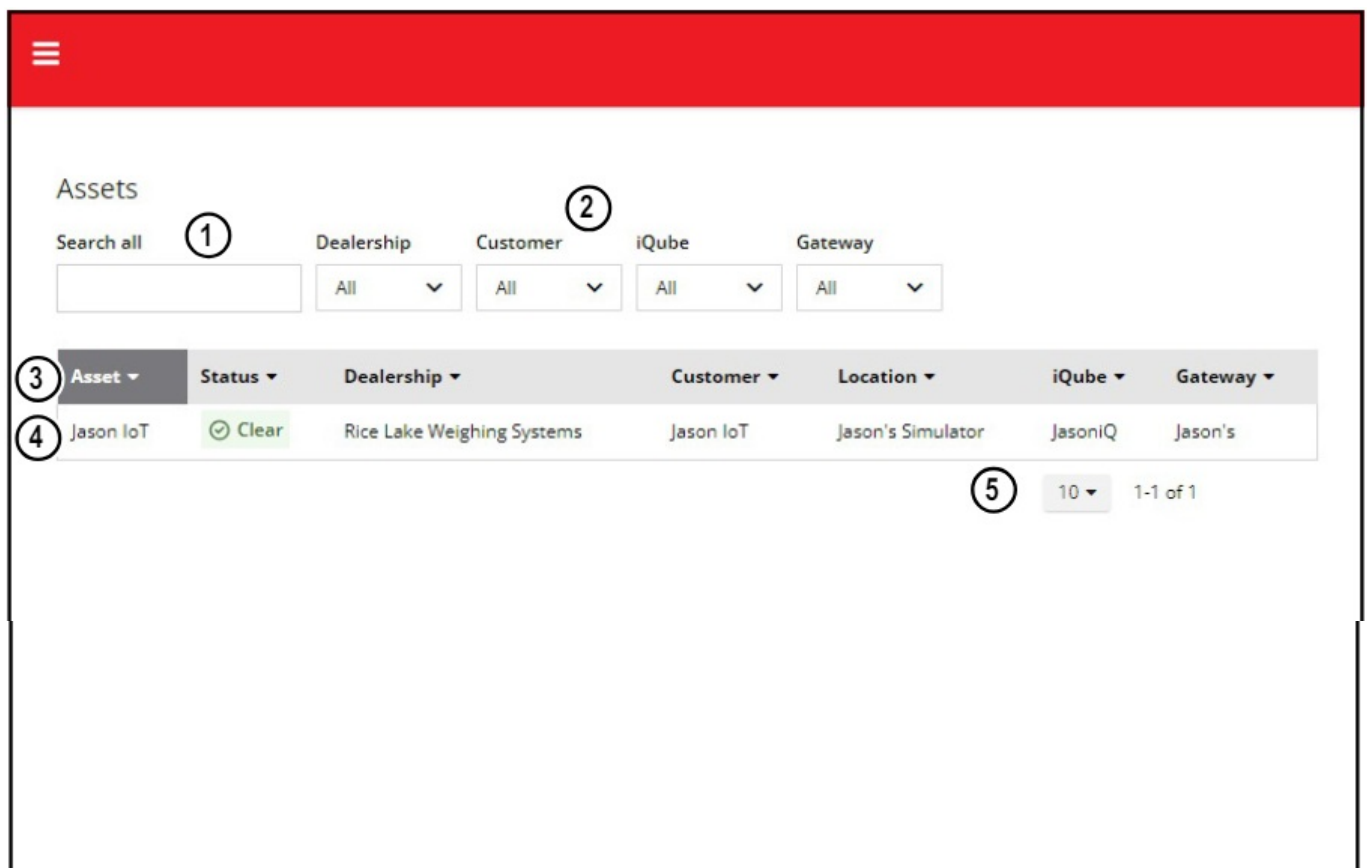 Assets
1 2
Search all Dealership Customer iQube Gateway
All All All All
3 Asset Status Dealership Customer Location iQube Gateway
4 Jason IoT Clear Rice Lake Weighing Systems Jason IoT Jason's Simulator JasoniQ Jason's
5 10 1-1 of 1